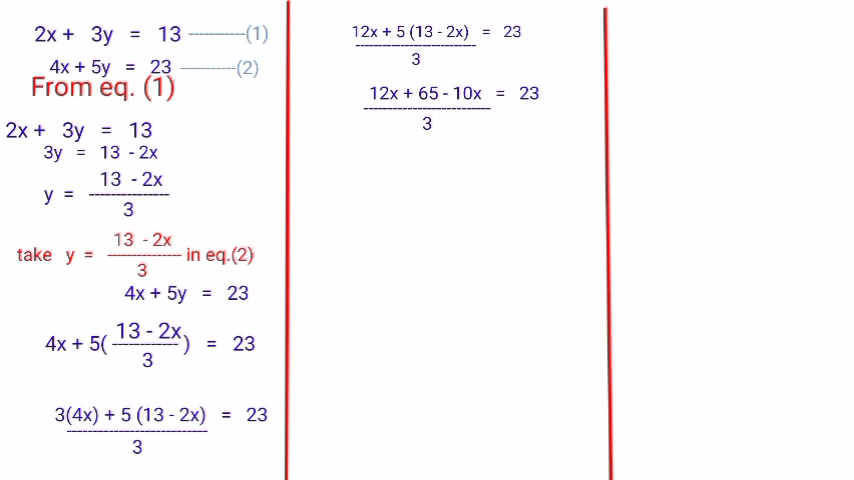 2x + 3y = 13 ----------(1)
4x + 5y = 23 ----------(2)
From eq. (1)
2x + 3y = 13
3y = 13 - 2x
13 - 2x
y = ---------------
3
13 - 2x
take y = --------------- in eq.(2)
3
4x + 5y = 23
13 - 2x
4x + 5( ------------- ) = 23
3
3(4x) + 5 (13 - 2x) = 23
---------------------------
3
12x + 5 (13 - 2x) = 23
---------------------------
3
12x + 65 - 10x = 23
---------------------------
3